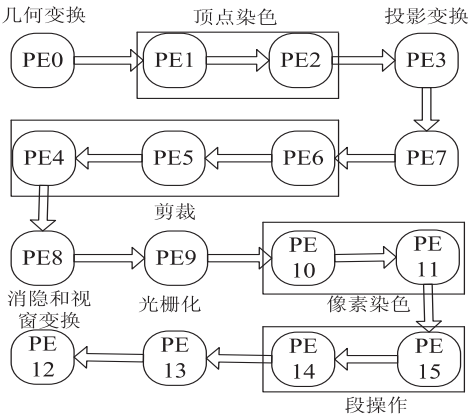 几何变换
顶点染色
投影变换
PE0
PE1
PE2
PE3
PE4
PE5
PE6
PE7
剪裁
PE8
PE9
PE
10
PE
11
消隐和视
窗变换
光栅化
像素染色
PE
12
PE
13
PE
14
PE
15
段操作